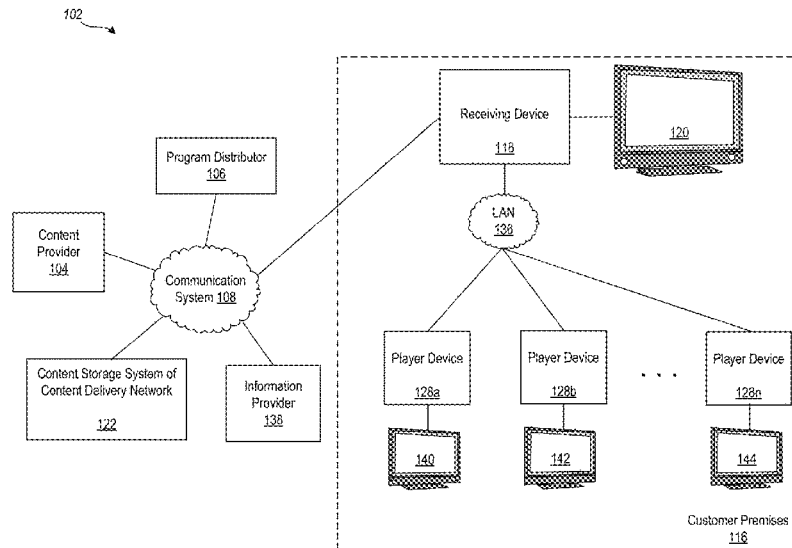 102
Receiving Device
118
120
Program Distributor
106
LAN
136
Content
Provider
104
Communication
System 108
Content Storage System of
Content Delivery Network
122
Information
Provider
138
Player Device
128a
Player Device
128b
. . .
Player Device
128n
140
142
144
Customer Premises
116